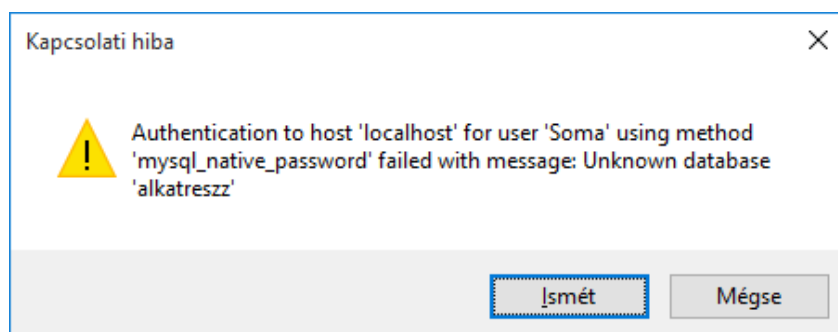 Kapcsolati hiba
Authentication to host 'localhost' for user 'Soma' using method
'mysql_native_password' failed with message: Unknown database
'alkatreszz'
Ismét
Mégse